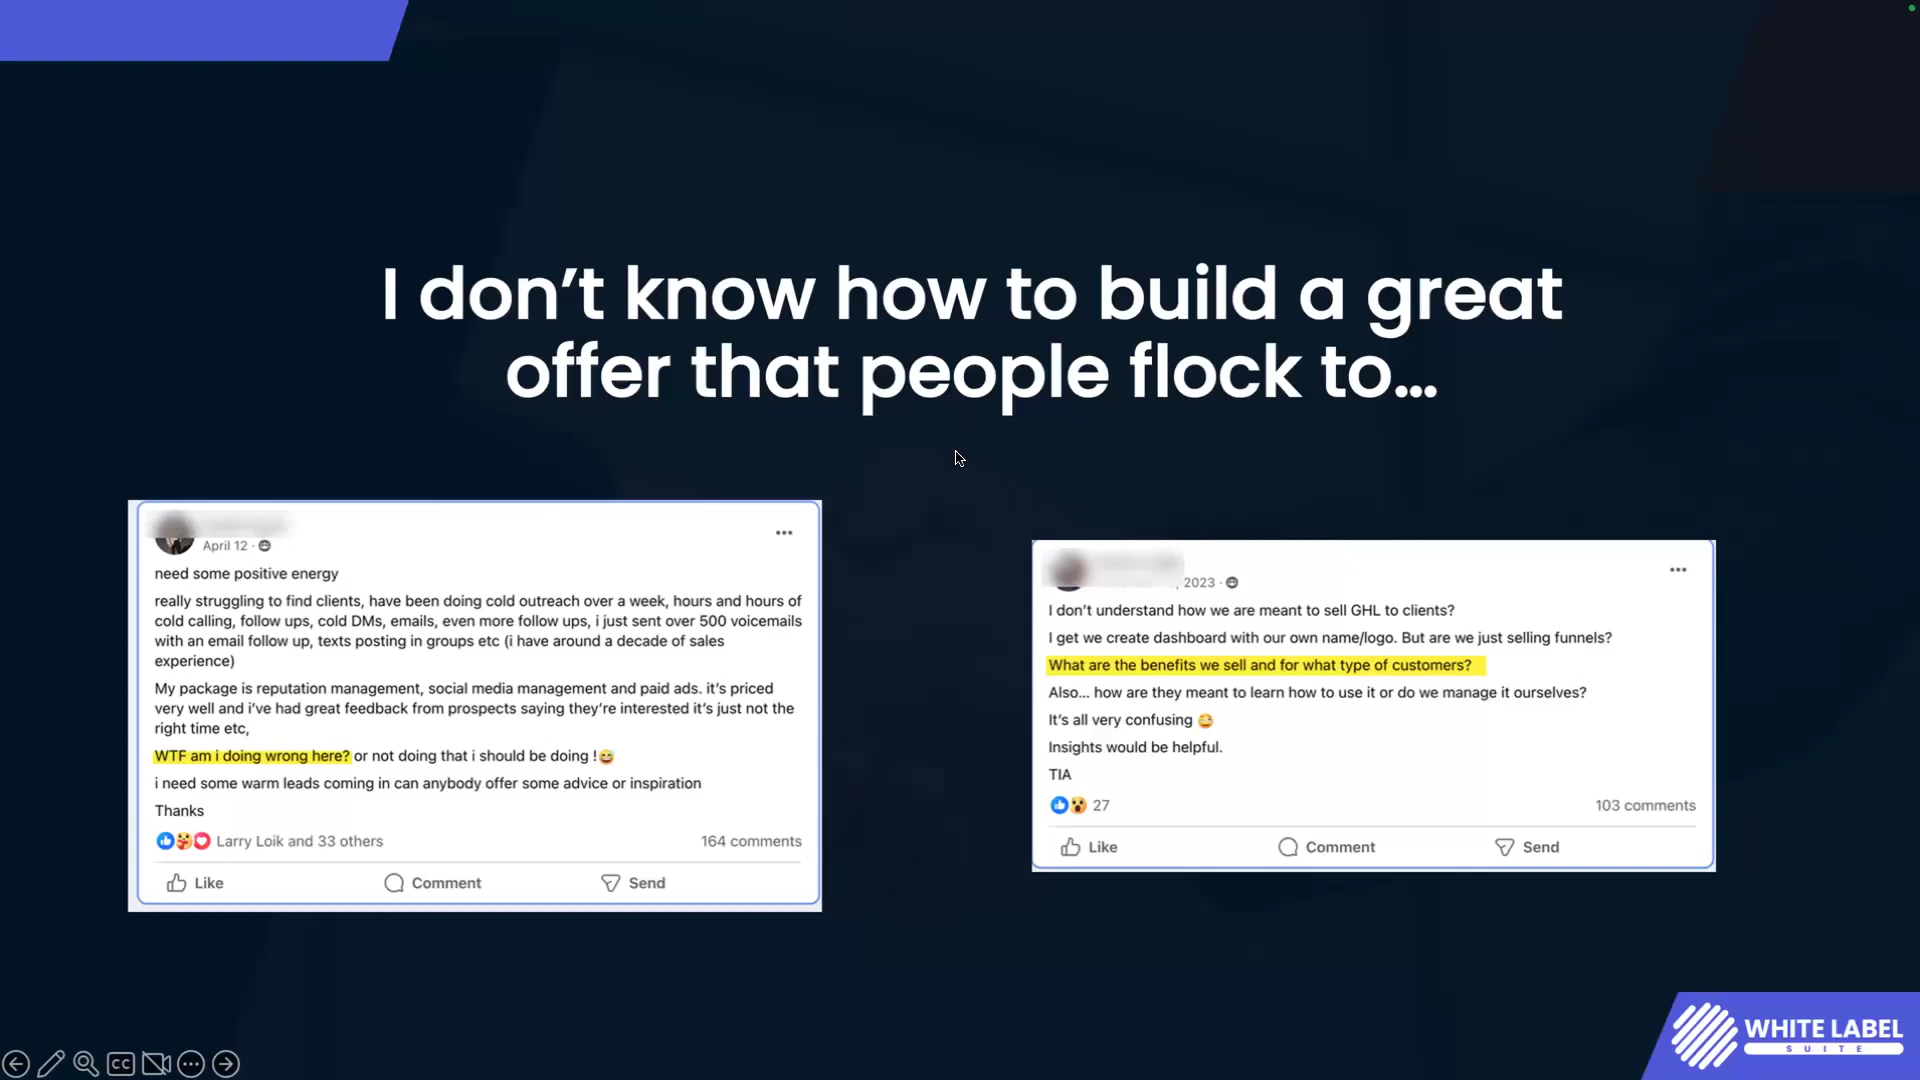 I don’t know how to build a great
offer that people flock to...
April 12 ·
need some positive energy
really struggling to find clients, have been doing cold outreach over a week, hours and hours of
cold calling, follow ups, cold DMs, emails, even more follow ups, i just sent over 500 voicemails
with an email follow up, texts posting in groups etc (i have around a decade of sales
experience)
My package is reputation management, social media management and paid ads. it’s priced
very well and i’ve had great feedback from prospects saying they’re interested it’s just not the
right time etc,
WTF am i doing wrong here? or not doing that i should be doing !😅
i need some warm leads coming in can anybody offer some advice or inspiration
Thanks
Larry Loik and 33 others
164 comments
Like
Comment
Send
, 2023 ·
I don’t understand how we are meant to sell GHL to clients?
I get we create dashboard with our own name/logo. But are we just selling funnels?
What are the benefits we sell and for what type of customers?
Also... how are they meant to learn how to use it or do we manage it ourselves?
It’s all very confusing 😅
Insights would be helpful.
TIA
27
103 comments
Like
Comment
Send
CC
WHITE LABEL
SUITE